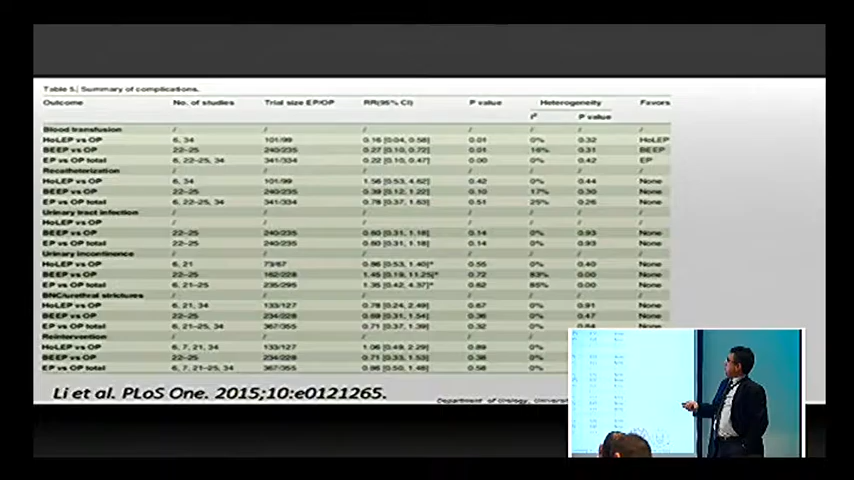 Table 5. Summary of complications.
Outcome No. of studies Trial size EP/OP RR(95% CI) P value Heterogeneity Favors
I² P value
Blood transfusion / / / / / / /
HoLEP vs OP 6, 34 101/99 0.16 [0.04, 0.58] 0.01 0% 0.32 HoLEP
BEEP vs OP 22–25 240/235 0.27 [0.10, 0.72] 0.01 16% 0.31 BEEP
EP vs OP total 6, 22–25, 34 341/334 0.22 [0.10, 0.47] 0.00 0% 0.42 EP
Recatheterization / / / / / / /
HoLEP vs OP 6, 34 101/99 1.56 [0.53, 4.62] 0.42 0% 0.44 None
BEEP vs OP 22–25 240/235 0.39 [0.12, 1.22] 0.10 17% 0.30 None
EP vs OP total 6, 22–25, 34 341/334 0.78 [0.37, 1.63] 0.51 25% 0.26 None
Urinary tract infection / / / / / / /
HoLEP vs OP / / / / / / /
BEEP vs OP 22–25 240/235 0.60 [0.31, 1.18] 0.14 0% 0.93 None
EP vs OP total 22–25 240/235 0.60 [0.31, 1.18] 0.14 0% 0.93 None
Urinary incontinence / / / / / / /
HoLEP vs OP 6, 21 73/67 0.86 [0.53, 1.40]* 0.55 0% 0.40 None
BEEP vs OP 22–25 162/228 1.45 [0.19, 11.25]* 0.72 83% 0.00 None
EP vs OP total 6, 21–25 235/295 1.35 [0.42, 4.37]* 0.62 85% 0.00 None
BNC/urethral strictures / / / / / / /
HoLEP vs OP 6, 21, 34 133/127 0.78 [0.24, 2.49] 0.67 0% 0.91 None
BEEP vs OP 22–25 234/228 0.69 [0.31, 1.54] 0.36 0% 0.47 None
EP vs OP total 6, 21–25, 34 367/355 0.71 [0.37, 1.39] 0.32 0%
Reintervention / / / / /
HoLEP vs OP 6, 7, 21, 34 133/127 1.06 [0.49, 2.29] 0.89 0%
BEEP vs OP 22–25 234/228 0.71 [0.33, 1.53] 0.38 0%
EP vs OP total 6, 7, 21–25, 34 367/355 0.86 [0.50, 1.48] 0.58 0%
Li et al. PLoS One. 2015;10:e0121265.
Department of Urology,